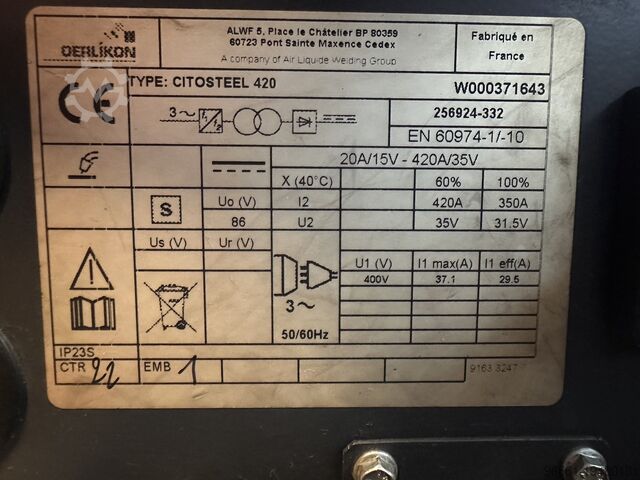 OERLIKON
ALWF 5, Place le Châtelier BP 80359
60723 Pont Sainte Maxence Cedex
A company of Air Liquide Welding Group
Fabriqué en
France
TYPE: CITOSTEEL 420
W000371643
CE
3~ f1 f2
256924-332
EN 60974-1/-10
20A/15V - 420A/35V
X (40°C) 60% 100%
S Uo (V) I2 420A 350A
86 U2 35V 31.5V
Us (V) Ur (V)
U1 (V) I1 max(A) I1 eff(A)
400V 37.1 29.5
3~
50/60Hz
IP23S
CTR 22 EMB 1
9163 3247